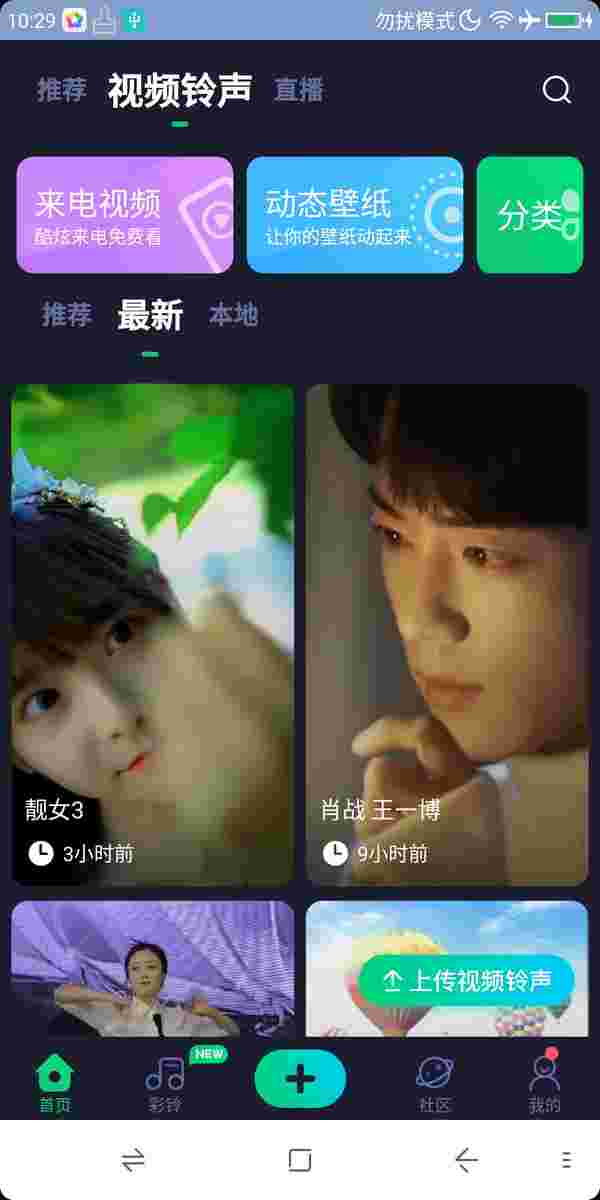 10:29 勿扰模式
推荐 视频铃声 直播
来电视频
酷炫来电免费看
动态壁纸
让你的壁纸动起来
分类
推荐 最新 本地
靓女3
3小时前
肖战 王一博
9小时前
上传视频铃声
NEW
首页 彩铃 社区 我的